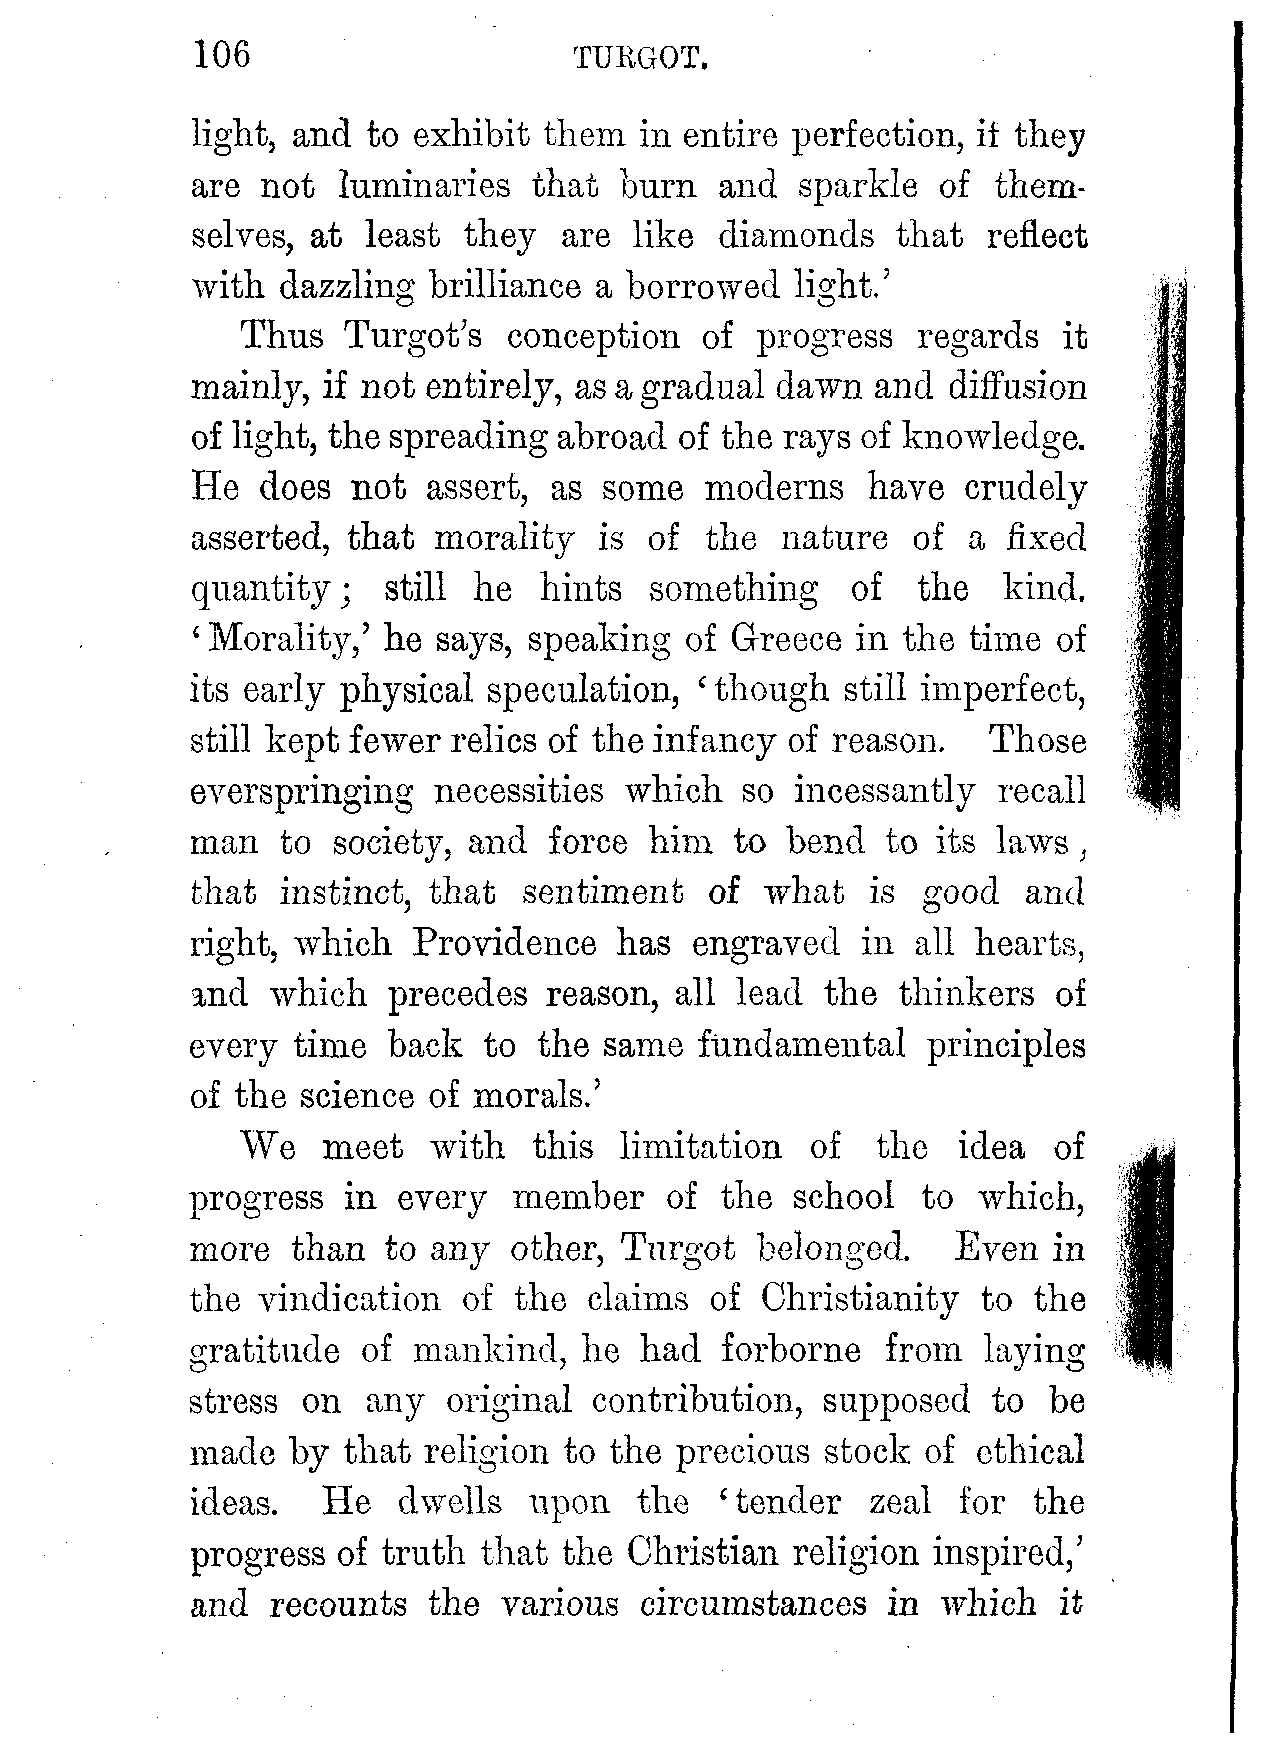 106 TURGOT.
light, and to exhibit them in entire perfection, if they
are not luminaries that burn and sparkle of them-
selves, at least they are like diamonds that reflect
with dazzling brilliance a borrowed light.’
Thus Turgot’s conception of progress regards it
mainly, if not entirely, as a gradual dawn and diffusion
of light, the spreading abroad of the rays of knowledge.
He does not assert, as some moderns have crudely
asserted, that morality is of the nature of a fixed
quantity; still he hints something of the kind.
‘Morality,’ he says, speaking of Greece in the time of
its early physical speculation, ‘though still imperfect,
still kept fewer relics of the infancy of reason. Those
everspringing necessities which so incessantly recall
man to society, and force him to bend to its laws,
that instinct, that sentiment of what is good and
right, which Providence has engraved in all hearts,
and which precedes reason, all lead the thinkers of
every time back to the same fundamental principles
of the science of morals.’
We meet with this limitation of the idea of
progress in every member of the school to which,
more than to any other, Turgot belonged. Even in
the vindication of the claims of Christianity to the
gratitude of mankind, he had forborne from laying
stress on any original contribution, supposed to be
made by that religion to the precious stock of ethical
ideas. He dwells upon the ‘tender zeal for the
progress of truth that the Christian religion inspired,’
and recounts the various circumstances in which it